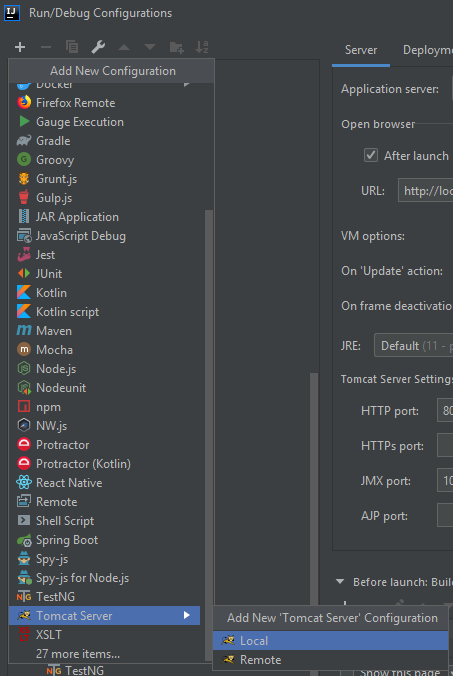 Run/Debug Configurations
Add New Configuration
Docker
Firefox Remote
Gauge Execution
Gradle
Groovy
Grunt.js
Gulp.js
JAR Application
JavaScript Debug
Jest
JUnit
Kotlin
Kotlin script
Maven
Mocha
Node.js
Nodeunit
npm
NW.js
Protractor
Protractor (Kotlin)
React Native
Remote
Shell Script
Spring Boot
Spy-js
Spy-js for Node.js
TestNG
Tomcat Server
XSLT
27 more items...
TestNG
Add New 'Tomcat Server' Configuration
Local
Remote
Server Deploym
Application server:
Open browser
After launch
URL: http://loc
VM options:
On 'Update' action:
On frame deactivatio
JRE: Default (11 - p
Tomcat Server Settings
HTTP port: 80
HTTPs port:
JMX port: 10
AJP port:
Before launch: Build
Show this page